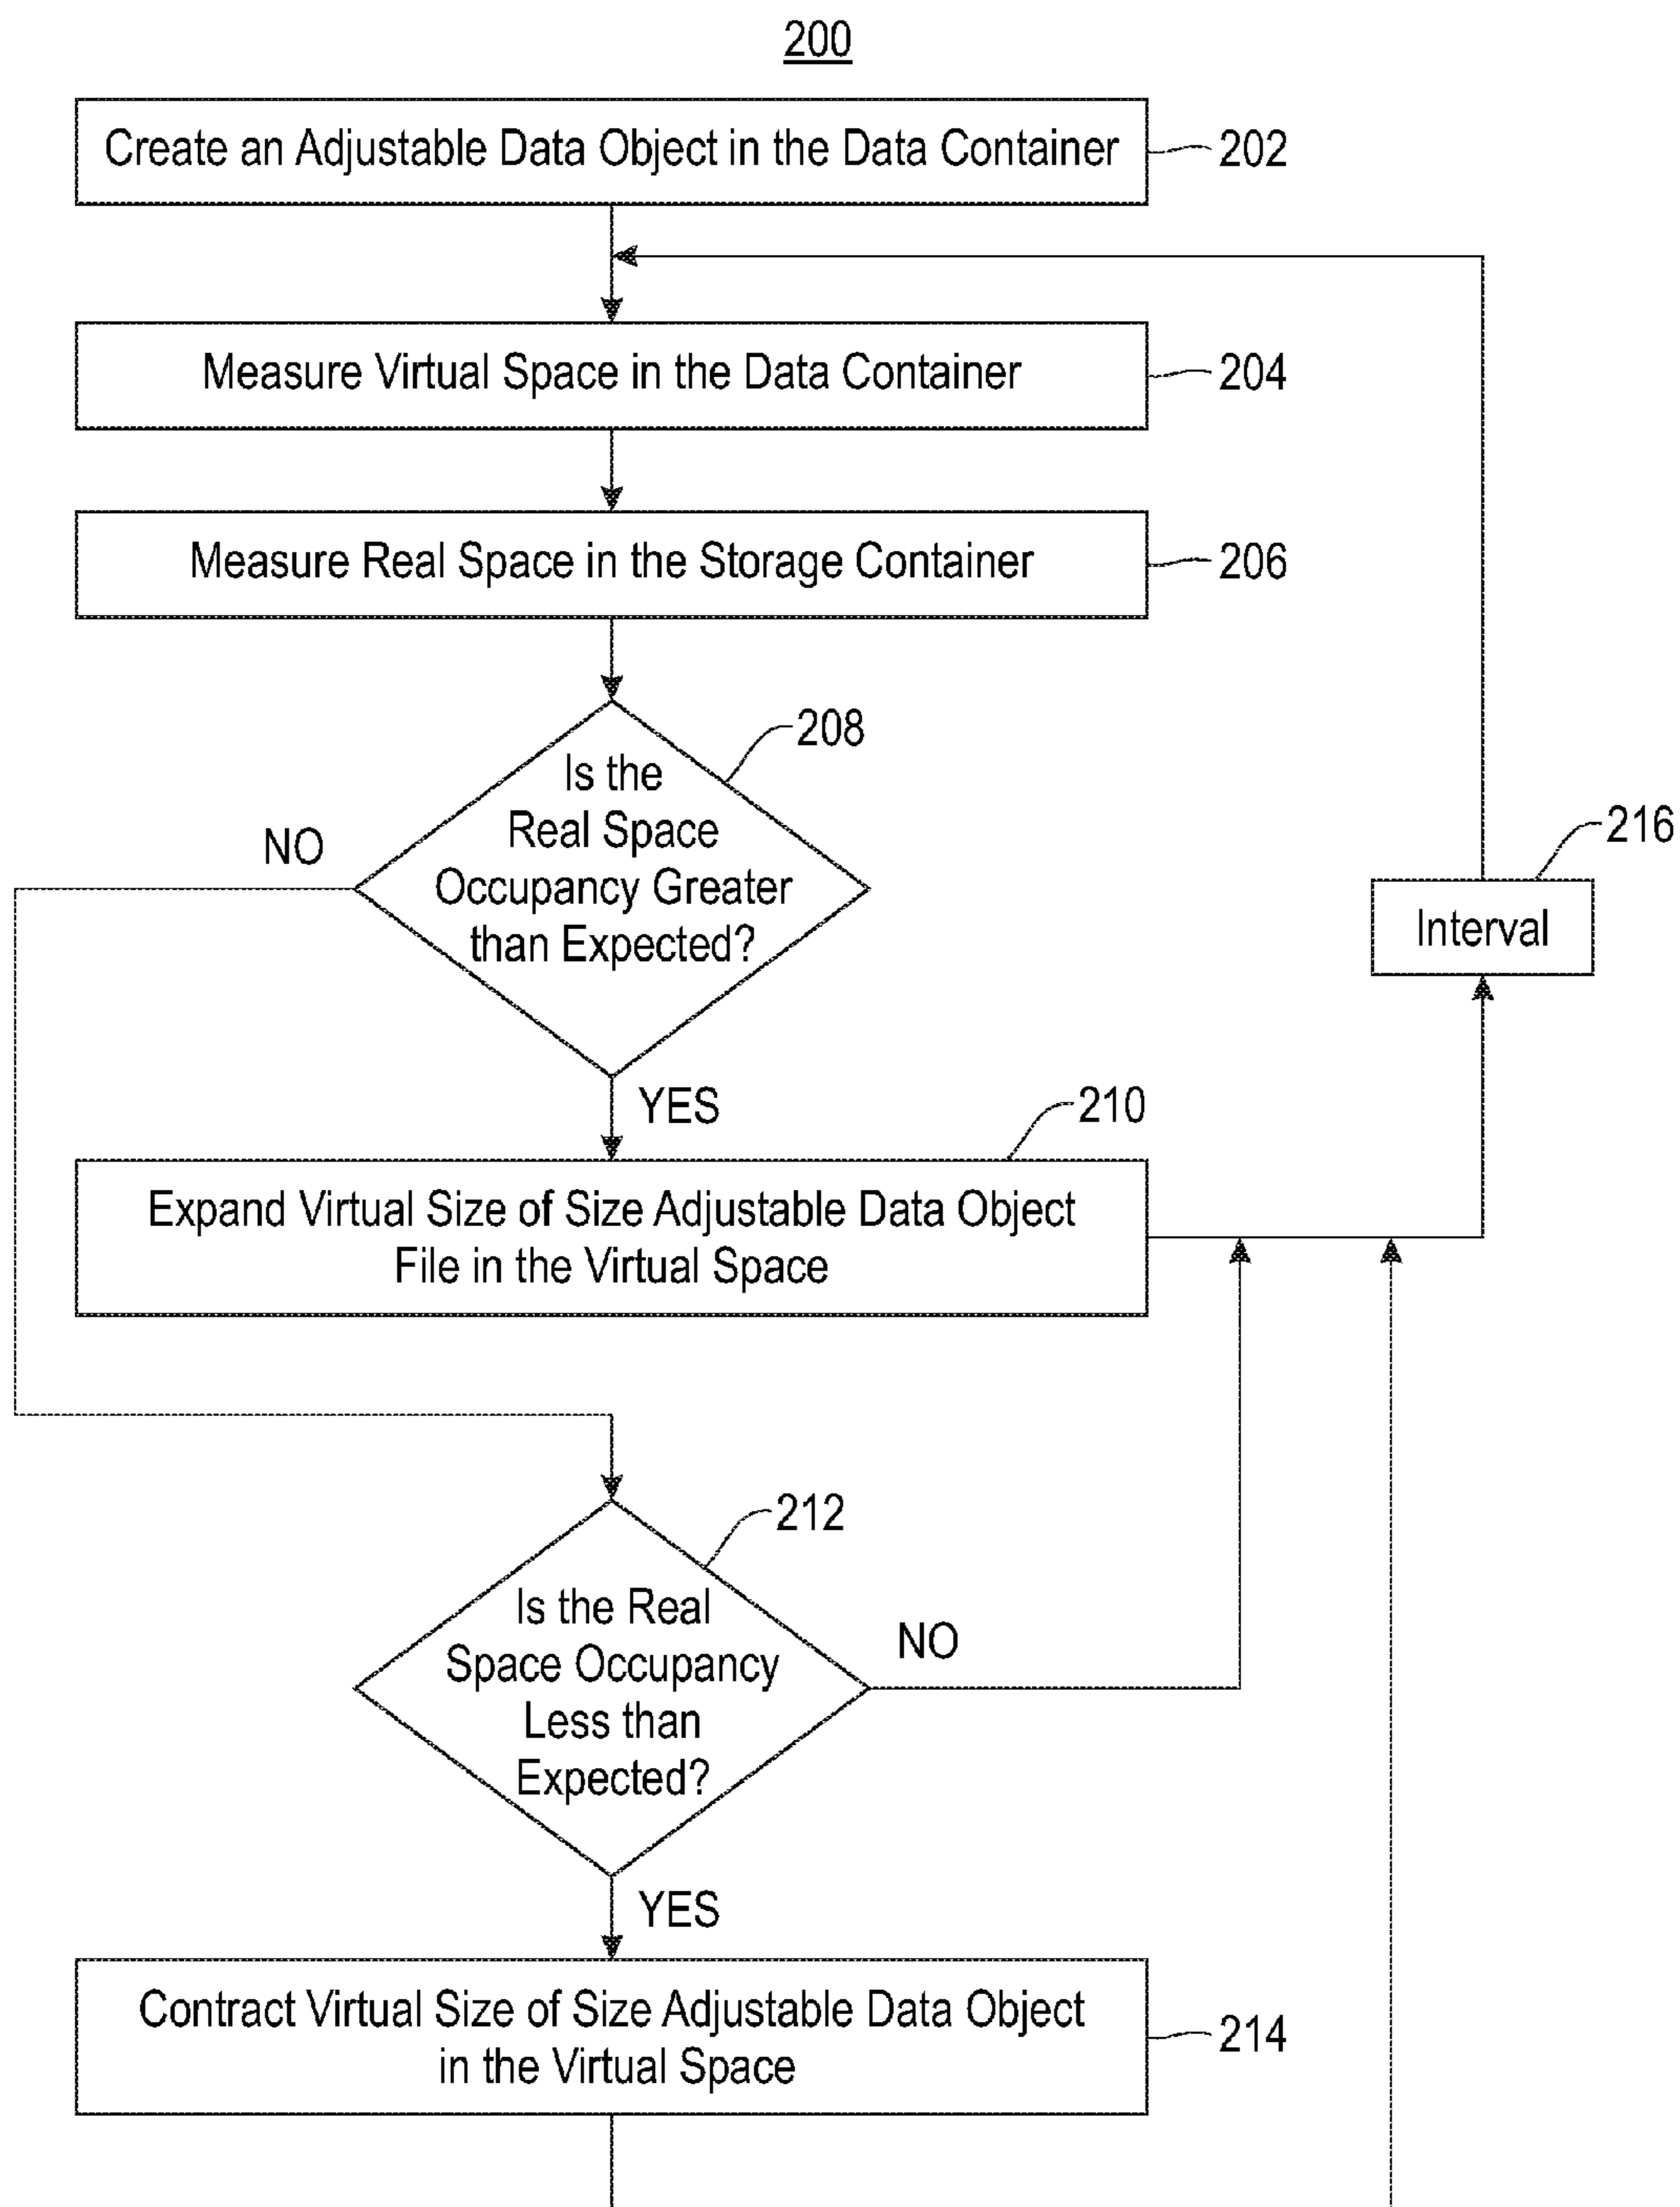 200
Create an Adjustable Data Object in the Data Container
202
Measure Virtual Space in the Data Container
204
Measure Real Space in the Storage Container
206
208
Is the
Real Space
Occupancy Greater
than Expected?
NO
216
Interval
YES
210
Expand Virtual Size of Size Adjustable Data Object
File in the Virtual Space
212
Is the Real
Space Occupancy
Less than
Expected?
NO
YES
Contract Virtual Size of Size Adjustable Data Object
in the Virtual Space
214